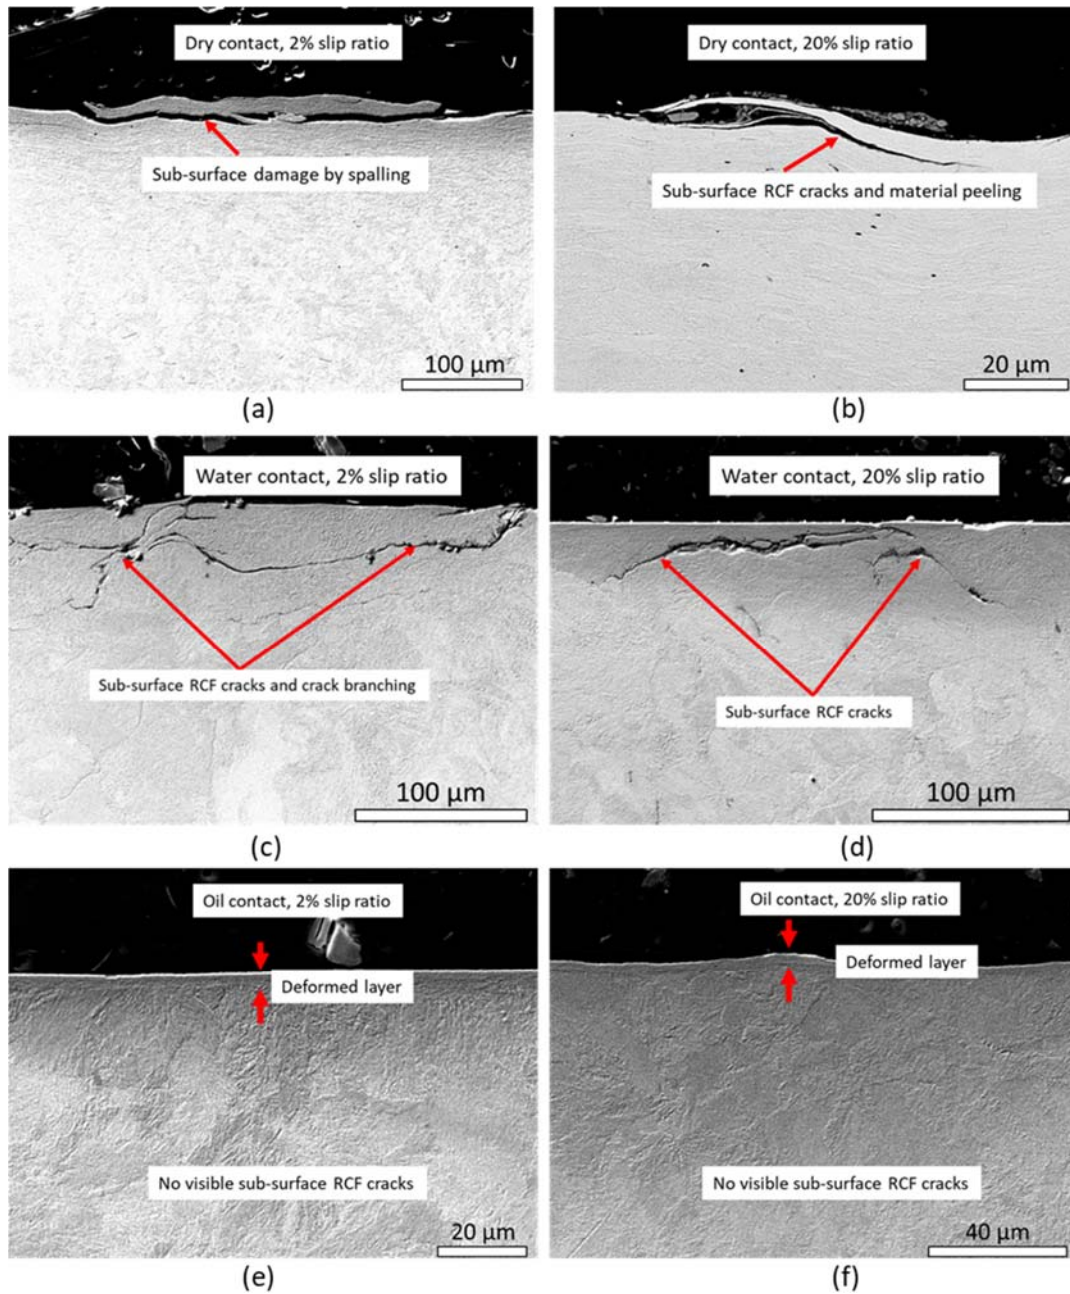 Dry contact, 2% slip ratio
Sub-surface damage by spalling
100 µm
(a)
Dry contact, 20% slip ratio
Sub-surface RCF cracks and material peeling
20 µm
(b)
Water contact, 2% slip ratio
Sub-surface RCF cracks and crack branching
100 µm
(c)
Water contact, 20% slip ratio
Sub-surface RCF cracks
100 µm
(d)
Oil contact, 2% slip ratio
Deformed layer
No visible sub-surface RCF cracks
20 µm
(e)
Oil contact, 20% slip ratio
Deformed layer
No visible sub-surface RCF cracks
40 µm
(f)